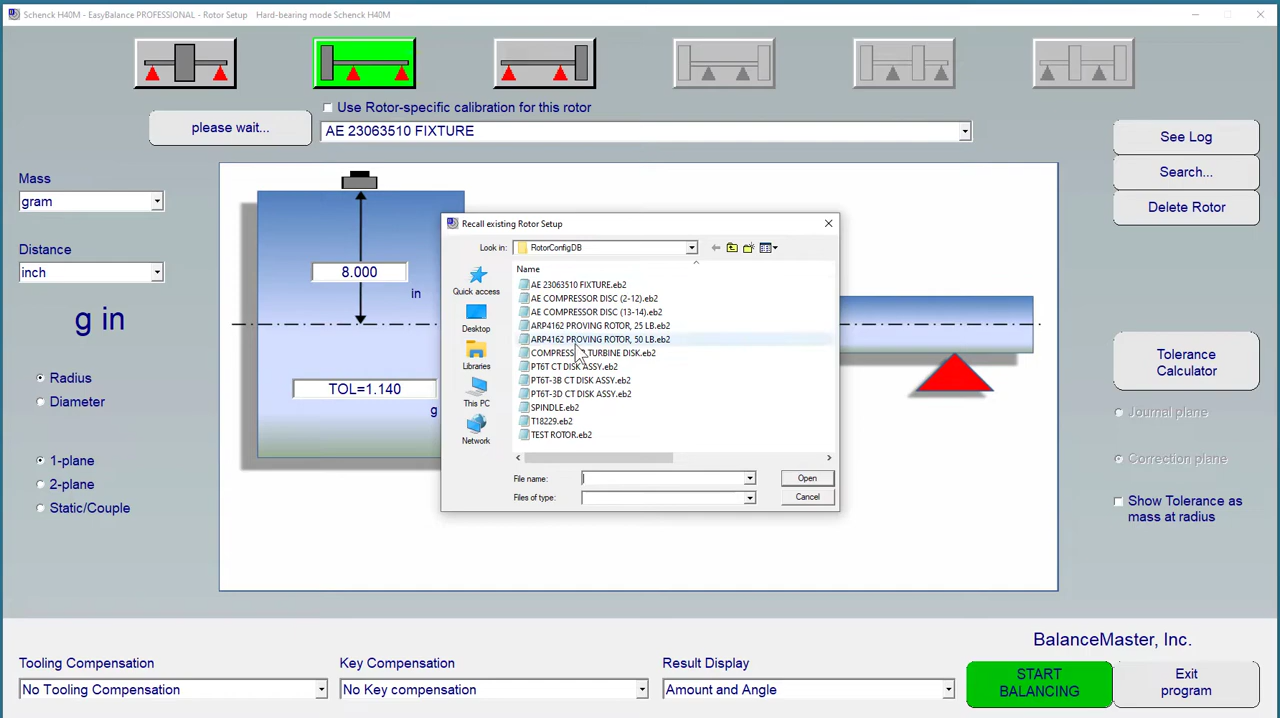 Schenck H40M - EasyBalance PROFESSIONAL - Rotor Setup Hard-bearing mode Schenck H40M
Use Rotor-specific calibration for this rotor
please wait...
AE 23063510 FIXTURE
See Log
Search...
Delete Rotor
Mass
gram
Distance
inch
g in
Radius
Diameter
1-plane
2-plane
Static/Couple
8.000
in
TOL=1.140
g
Recall existing Rotor Setup
Look in:
RotorConfigDB
Quick access
Desktop
Libraries
This PC
Network
Name
AE 23063510 FIXTURE.eb2
AE COMPRESSOR DISC (2-12).eb2
AE COMPRESSOR DISC (13-14).eb2
ARP4162 PROVING ROTOR, 25 LB.eb2
ARP4162 PROVING ROTOR, 50 LB.eb2
COMPRESSOR TURBINE DISK.eb2
PT6T CT DISK ASSY.eb2
PT6T-3B CT DISK ASSY.eb2
PT6T-3D CT DISK ASSY.eb2
SPINDLE.eb2
T18229.eb2
TEST ROTOR.eb2
File name:
Open
Files of type:
Cancel
Tolerance
Calculator
Journal plane
Correction plane
Show Tolerance as
mass at radius
BalanceMaster, Inc.
Tooling Compensation
No Tooling Compensation
Key Compensation
No Key compensation
Result Display
Amount and Angle
START
BALANCING
Exit
program